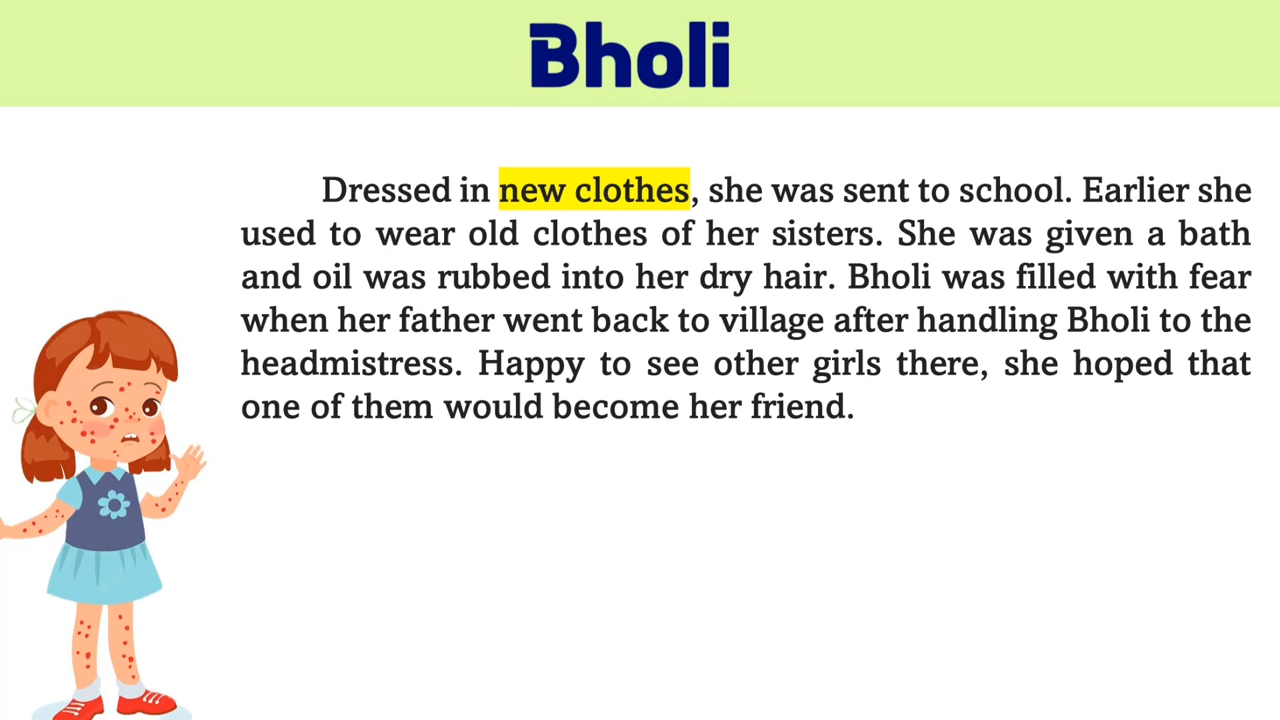 Bholi
Dressed in new clothes, she was sent to school. Earlier she
used to wear old clothes of her sisters. She was given a bath
and oil was rubbed into her dry hair. Bholi was filled with fear
when her father went back to village after handling Bholi to the
headmistress. Happy to see other girls there, she hoped that
one of them would become her friend.